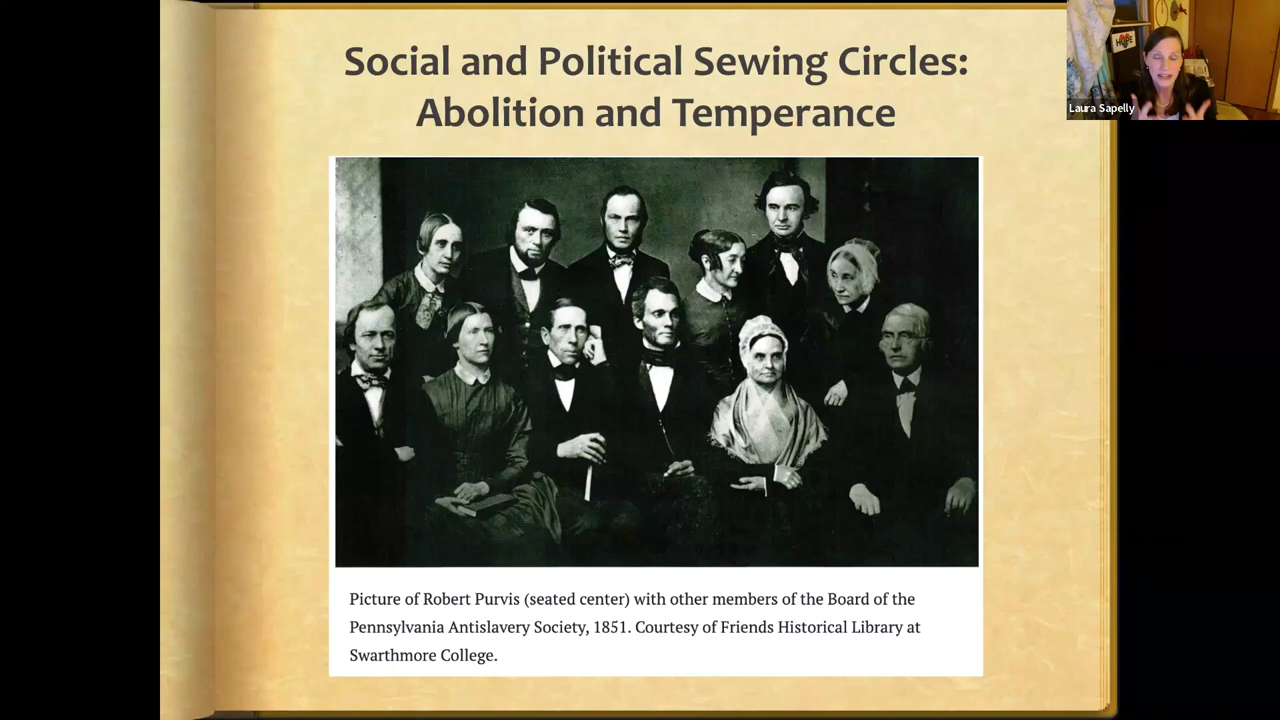 Social and Political Sewing Circles:
Abolition and Temperance
HOPE
Laura Sapelly
Picture of Robert Purvis (seated center) with other members of the Board of the
Pennsylvania Antislavery Society, 1851. Courtesy of Friends Historical Library at
Swarthmore College.